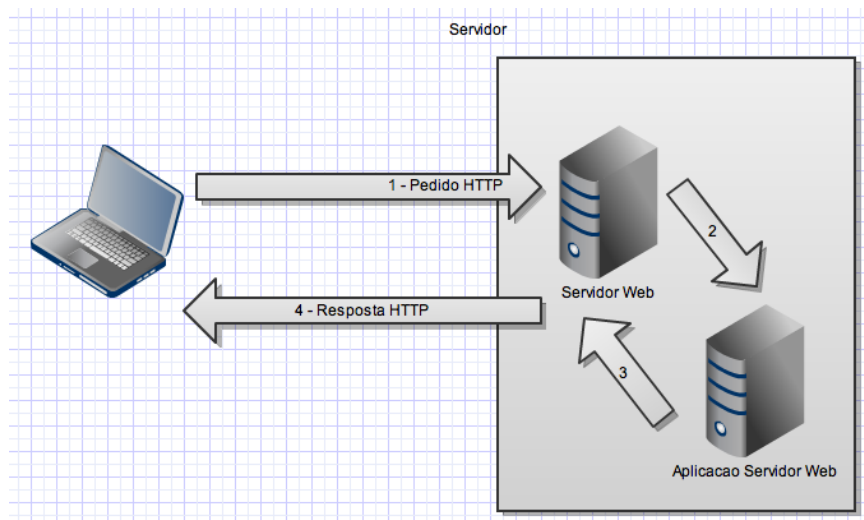 Servidor
1 - Pedido HTTP
2
Servidor Web
4 - Resposta HTTP
3
Aplicacao Servidor Web